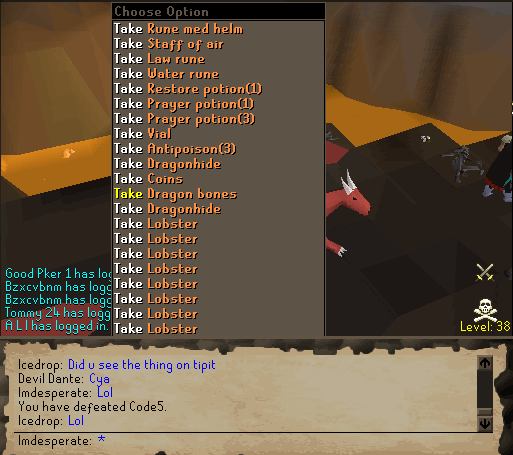 Choose Option
Take Rune med helm
Take Staff of air
Take Law rune
Take Water rune
Take Restore potion(1)
Take Prayer potion(1)
Take Prayer potion(3)
Take Vial
Take Antipoison(3)
Take Dragonhide
Take Coins
Take Dragon bones
Take Dragonhide
Take Lobster
Take Lobster
Take Lobster
Take Lobster
Take Lobster
Take Lobster
Take Lobster
Take Lobster
Good Pker 1 has log
Bzxcvbnm has logg
Bzxcvbnm has logg
Tommy 24 has logg
A L l has logged in.
Level: 38
Icedrop: Did u see the thing on tipit
Devil Dante: Cya
Imdesperate: Lol
You have defeated Code5.
Icedrop: Lol
Imdesperate: *